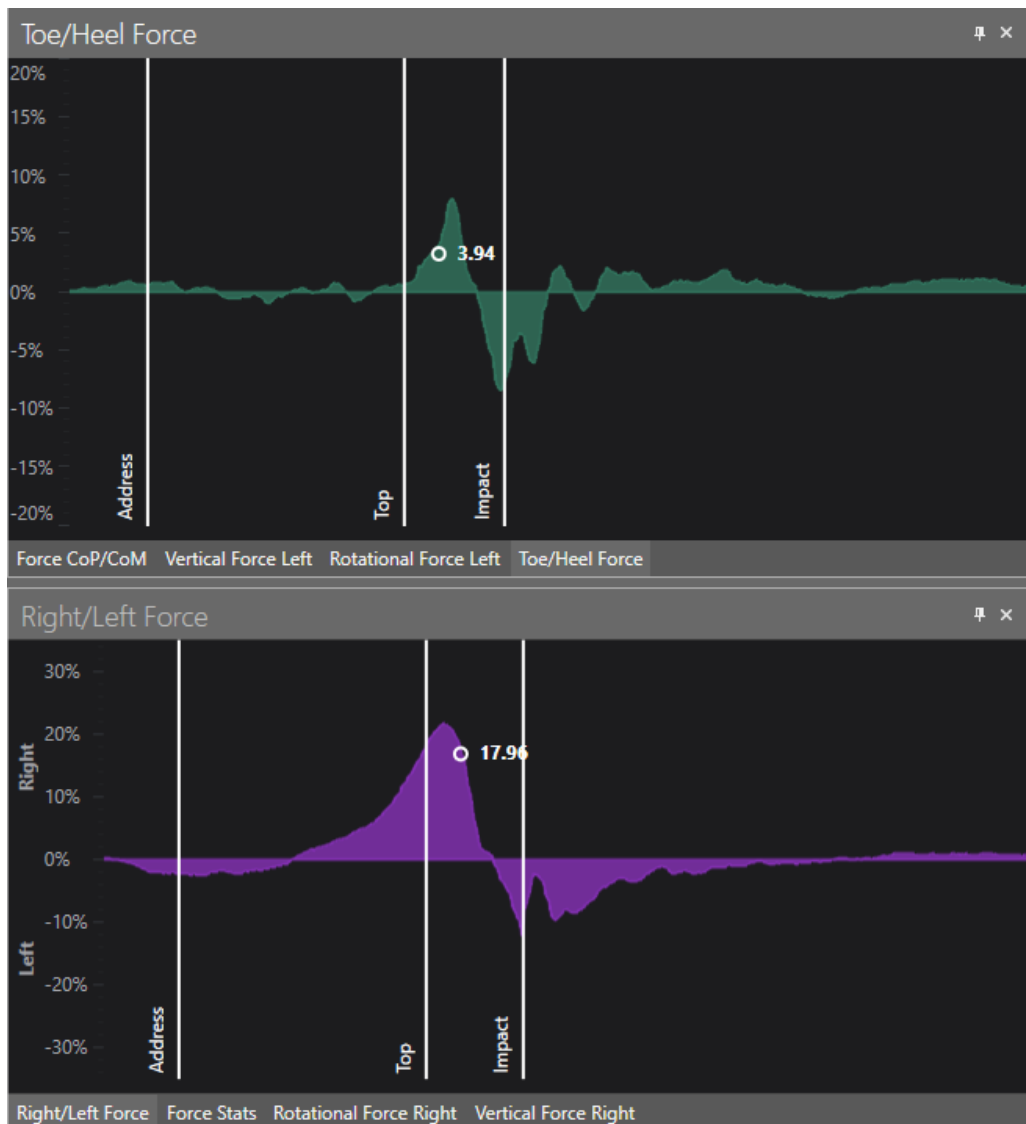 Toe/Heel Force
20%
15%
10%
5%
3.94
0%
-5%
-10%
-15%
-20%
Address
Top
Impact
Force CoP/CoM Vertical Force Left Rotational Force Left Toe/Heel Force
Right/Left Force
30%
20%
17.96
10%
0%
-10%
-20%
-30%
Right
Left
Address
Top
Impact
Right/Left Force Force Stats Rotational Force Right Vertical Force Right